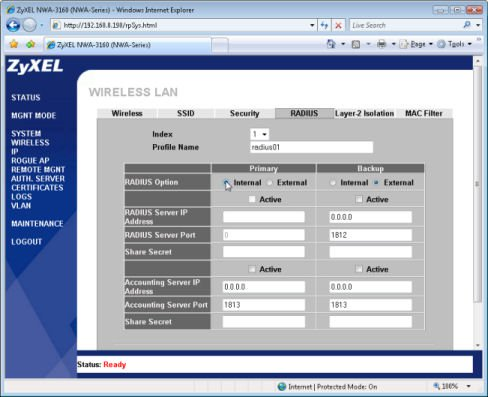 ZyXEL NWA-3160 (NWA-Series) - Windows Internet Explorer
http://192.168.0.198/rpSys.html
Live Search
ZyXEL NWA-3160 (NWA-Series)
Page
Tools
ZyXEL
STATUS
MGNT MODE
SYSTEM
WIRELESS
IP
ROGUE AP
REMOTE MGNT
AUTH. SERVER
CERTIFICATES
LOGS
VLAN
MAINTENANCE
LOGOUT
WIRELESS LAN
Wireless SSID Security RADIUS Layer-2 Isolation MAC Filter
Index 1
Profile Name radius01
Primary Backup
RADIUS Option Internal External Internal External
Active Active
RADIUS Server IP Address 0.0.0.0
RADIUS Server Port 0 1812
Share Secret
Active Active
Accounting Server IP Address 0.0.0.0 0.0.0.0
Accounting Server Port 1813 1813
Share Secret
Status: Ready
Internet | Protected Mode: On
100%